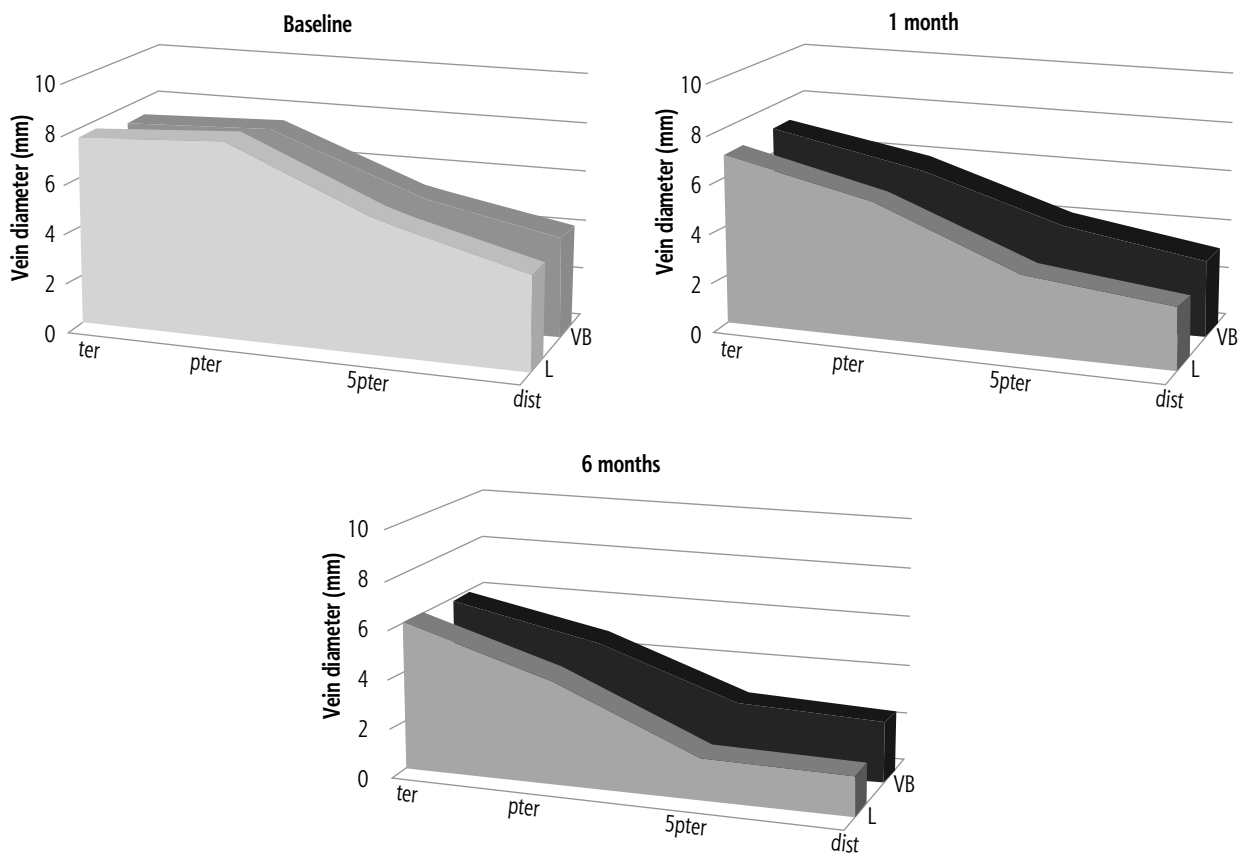 Baseline
Vein diameter (mm)
10
8
6
4
2
0
ter
pter
5pter
dist
L
VB
1 month
Vein diameter (mm)
10
8
6
4
2
0
ter
pter
5pter
dist
L
VB
6 months
Vein diameter (mm)
10
8
6
4
2
0
ter
pter
5pter
dist
L
VB